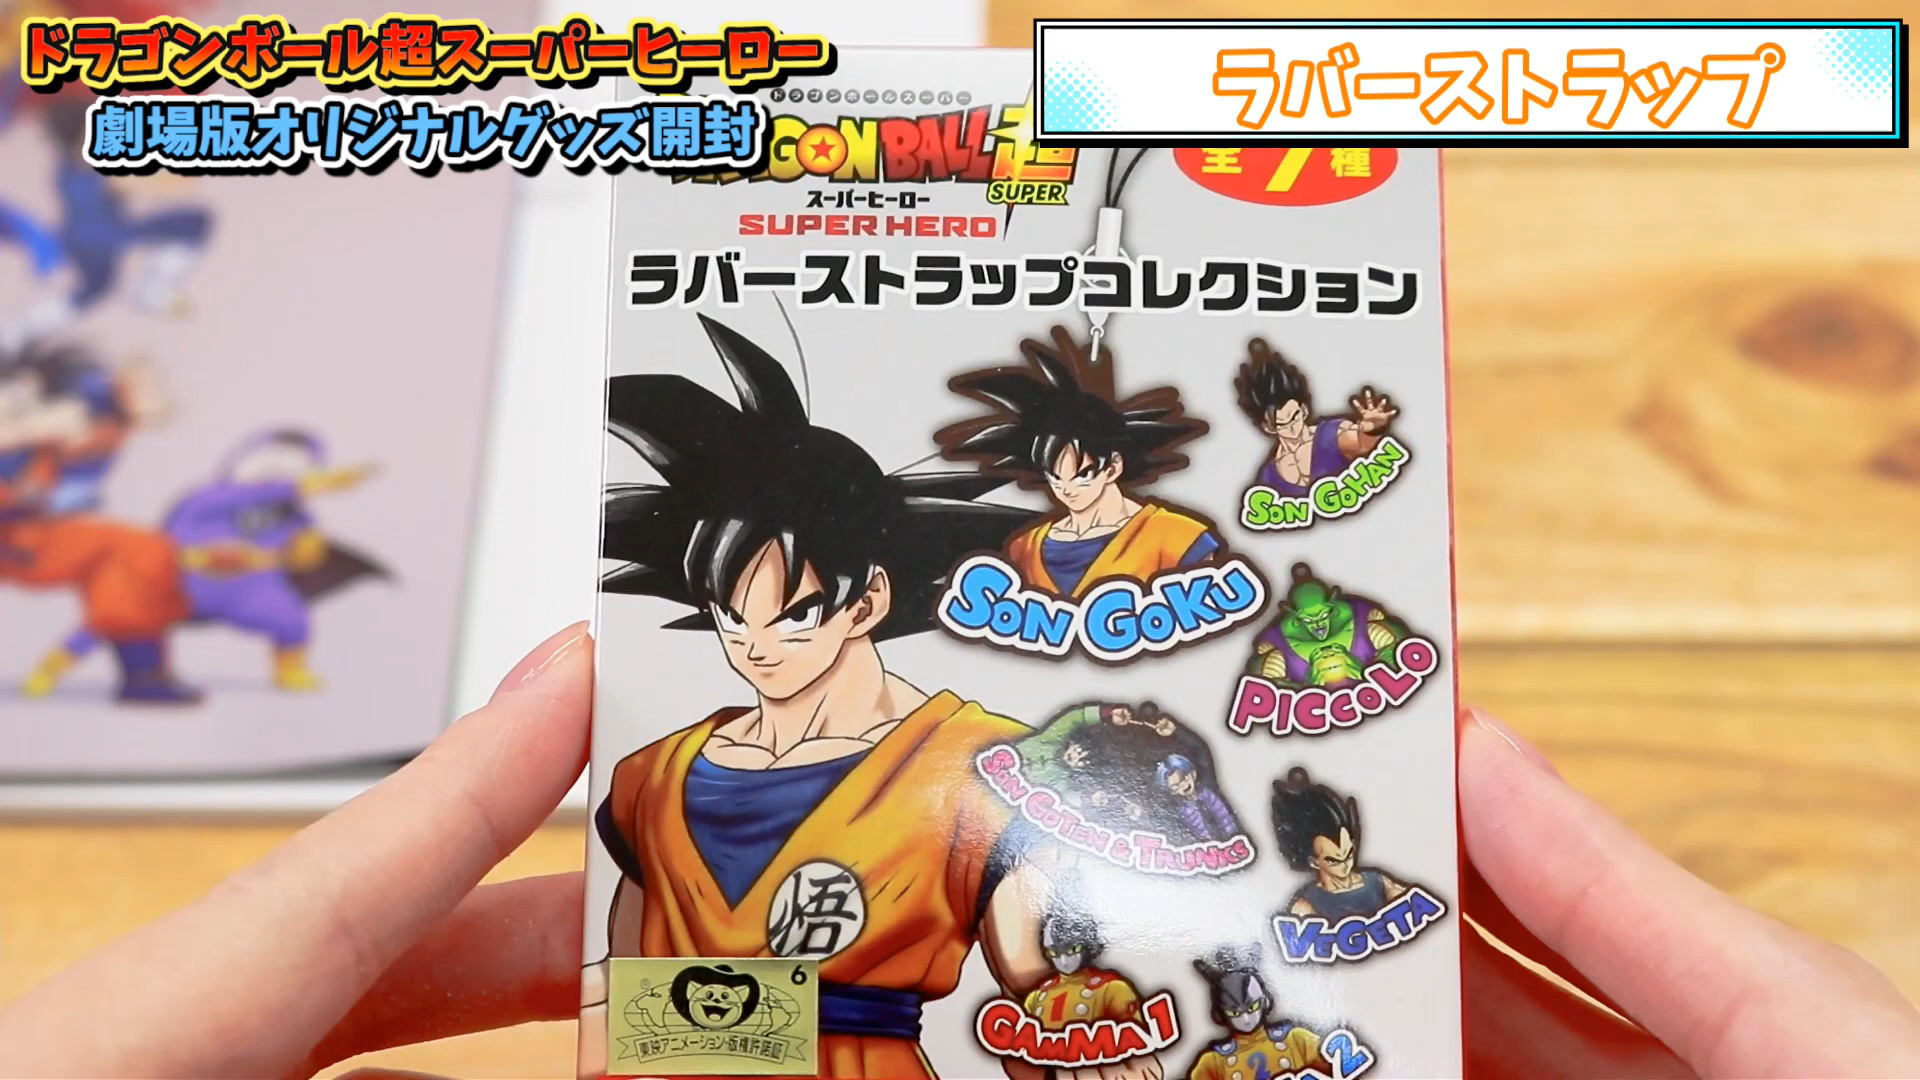 ドラゴンボール超スーパーヒーロー
劇場版オリジナルグッズ開封
ラバーストラップ
ドラゴンボールスーパー
GON BALL 超
SUPER
全7種
スーパーヒーロー
SUPER HERO
ラバーストラップコレクション
SON GOHAN
SON GOKU
PICCOLO
SON GOTEN & TRUNKS
VEGETA
悟
6
東映アニメーション・版権許諾証
1
GAMMA 1
2
A 2